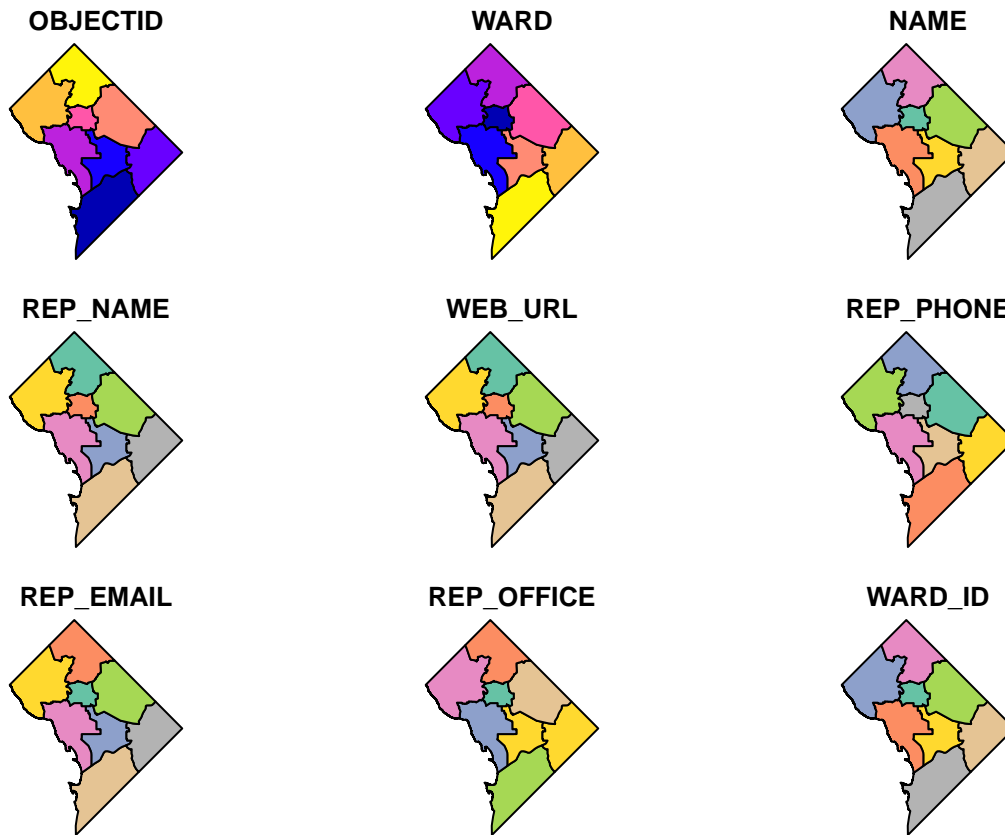 OBJECTID
WARD
NAME
REP_NAME
WEB_URL
REP_PHONE
REP_EMAIL
REP_OFFICE
WARD_ID